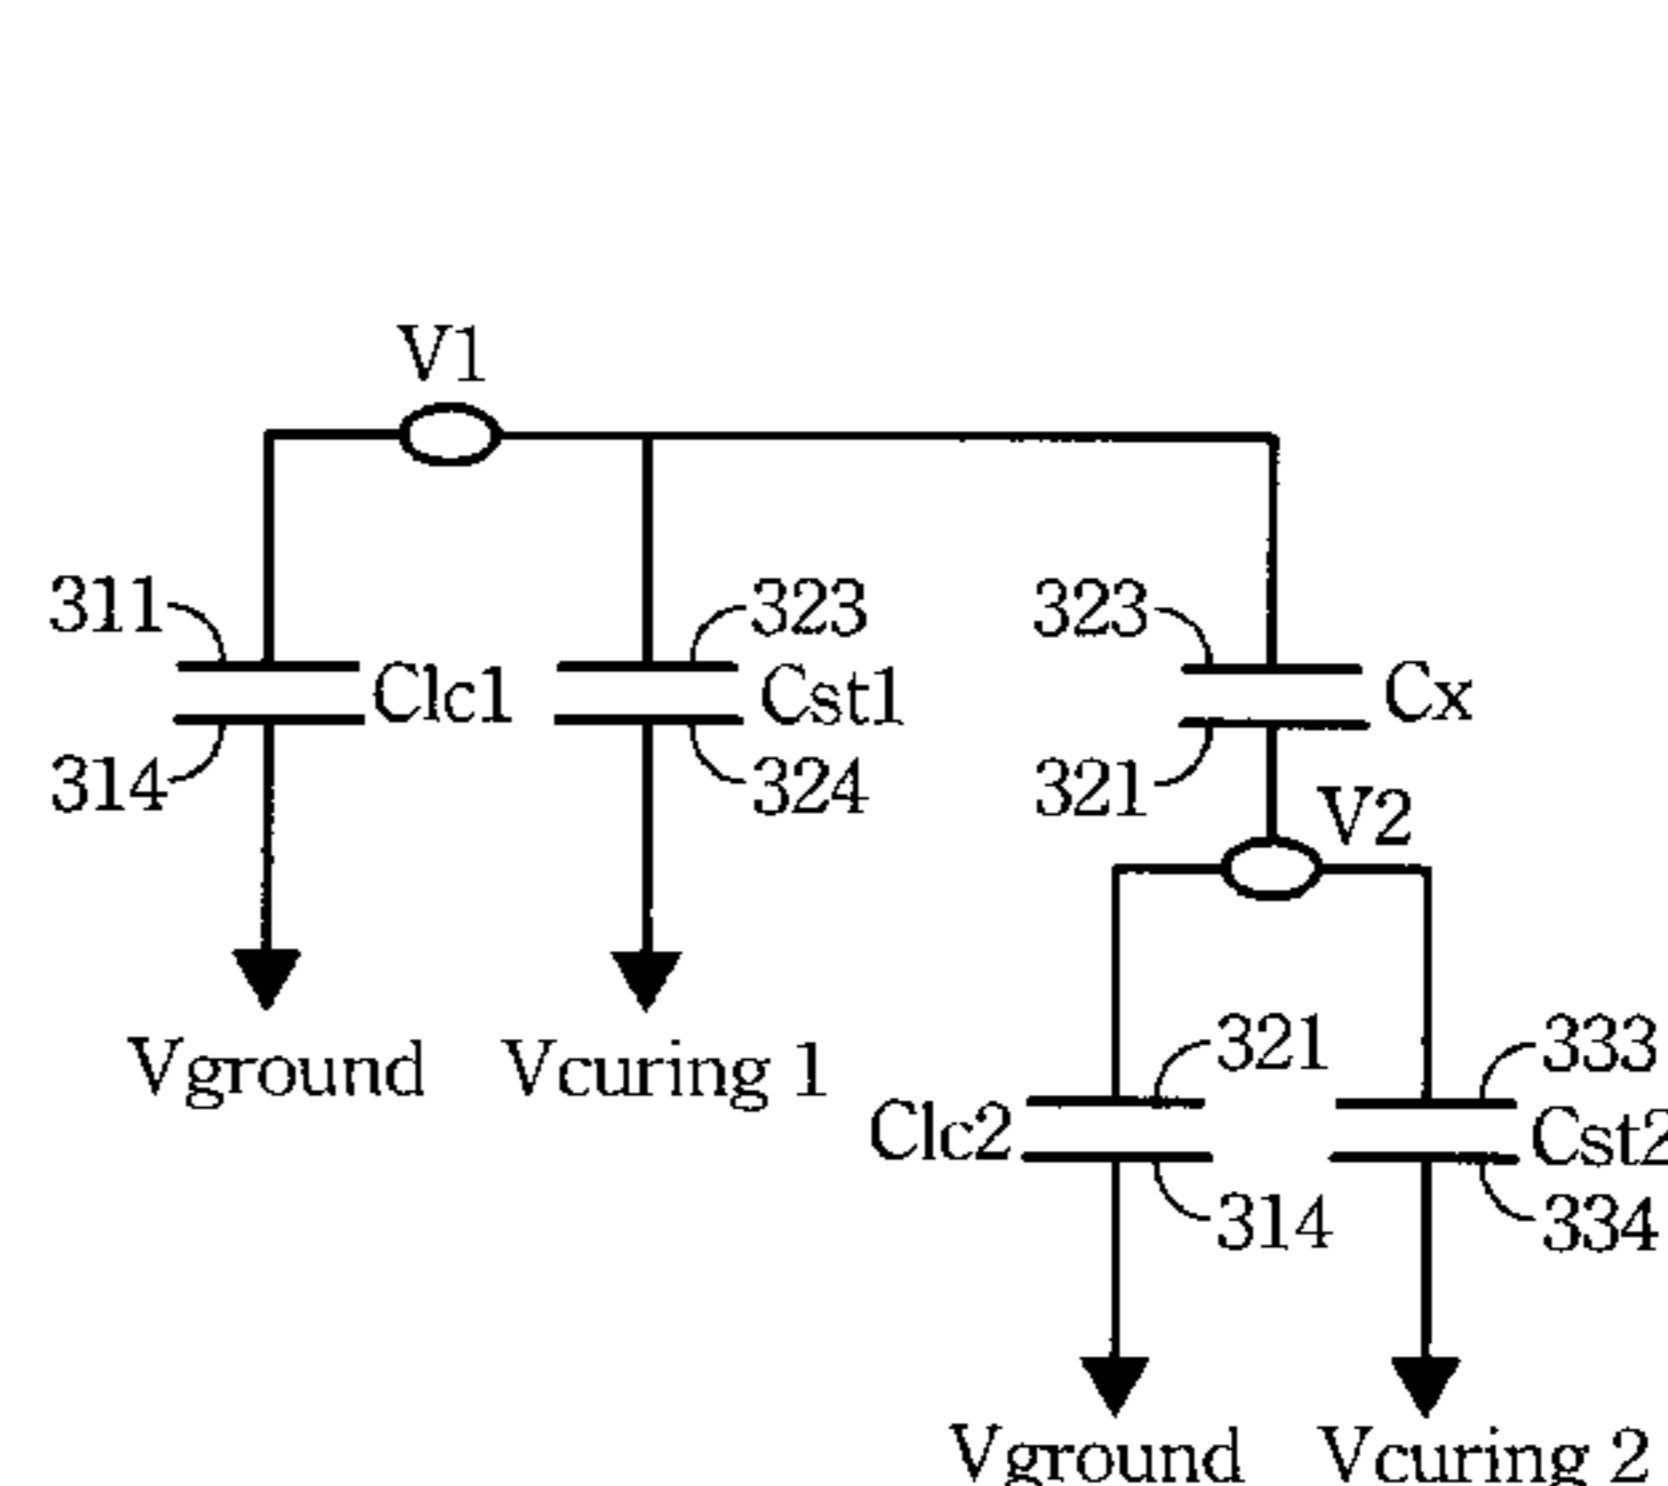 V1
311
323
323
Clc1
Cst1
Cx
314
324
321
V2
Vground
Vcuring 1
321
333
Clc2
Cst2
314
334
Vground
Vcuring 2